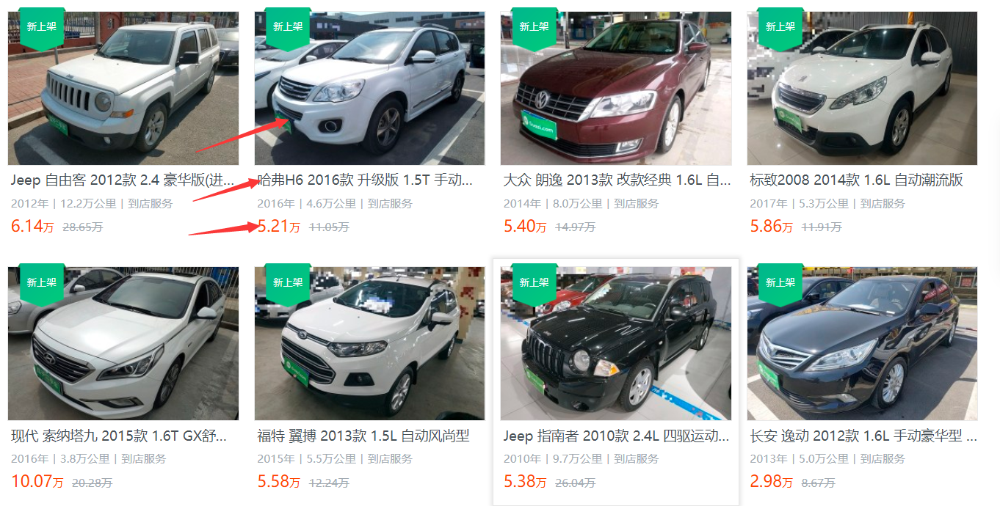 新上架
新上架
新上架
新上架
Guazi.com
Jeep 自由客 2012款 2.4 豪华版(进...
哈弗H6 2016款 升级版 1.5T 手动...
大众 朗逸 2013款 改款经典 1.6L 自...
标致2008 2014款 1.6L 自动潮流版
2012年 | 12.2万公里 | 到店服务
2016年 | 4.6万公里 | 到店服务
2014年 | 8.0万公里 | 到店服务
2017年 | 5.3万公里 | 到店服务
6.14万 28.65万
5.21万 11.05万
5.40万 14.97万
5.86万 11.91万
新上架
新上架
新上架
新上架
现代 索纳塔九 2015款 1.6T GX舒...
福特 翼搏 2013款 1.5L 自动风尚型
Jeep 指南者 2010款 2.4L 四驱运动...
长安 逸动 2012款 1.6L 手动豪华型 ...
2016年 | 3.8万公里 | 到店服务
2015年 | 5.5万公里 | 到店服务
2010年 | 9.7万公里 | 到店服务
2013年 | 5.0万公里 | 到店服务
10.07万 20.28万
5.58万 12.24万
5.38万 26.04万
2.98万 8.67万